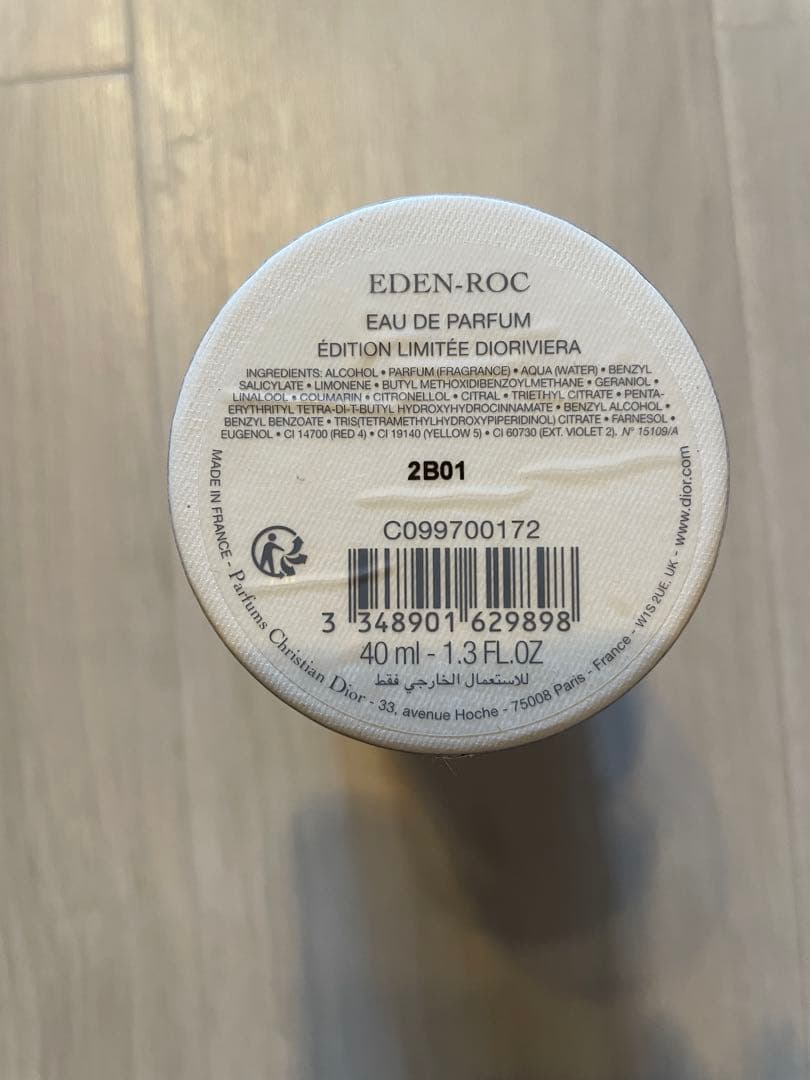 EDEN-ROC
EAU DE PARFUM
ÉDITION LIMITÉE DIORIVIERA
INGREDIENTS: ALCOHOL • PARFUM (FRAGRANCE) • AQUA (WATER) • BENZYL
SALICYLATE • LIMONENE • BUTYL METHOXIDIBENZOYLMETHANE • GERANIOL •
LINALOOL • COUMARIN • CITRONELLOL • CITRAL • TRIETHYL CITRATE • PENTA-
ERYTHRITYL TETRA-DI-T-BUTYL HYDROXYHYDROCINNAMATE • BENZYL ALCOHOL •
BENZYL BENZOATE • TRIS(TETRAMETHYLHYDROXYPIPERIDINOL) CITRATE • FARNESOL •
EUGENOL • CI 14700 (RED 4) • CI 19140 (YELLOW 5) • CI 60730 (EXT. VIOLET 2). N° 15109/A
2B01
C099700172
3 348901 629898
40 ml - 1.3 FL.OZ
للاستعمال الخارجي فقط
MADE IN FRANCE - Parfums Christian Dior - 33, avenue Hoche - 75008 Paris - France - W1S 2UE. UK - www.dior.com